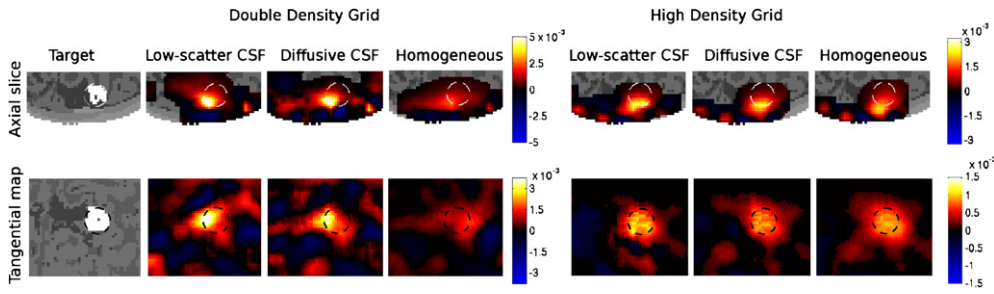 Double Density Grid
High Density Grid
Target
Low-scatter CSF
Diffusive CSF
Homogeneous
Low-scatter CSF
Diffusive CSF
Homogeneous
Axial slice
5 x 10⁻³
2.5
0
-2.5
-5
x 10⁻³
3
1.5
0
-1.5
-3
Tangential map
x 10⁻³
3
1.5
0
-1.5
-3
1.5 x 10⁻³
1
0.5
0
-0.5
-1
-1.5